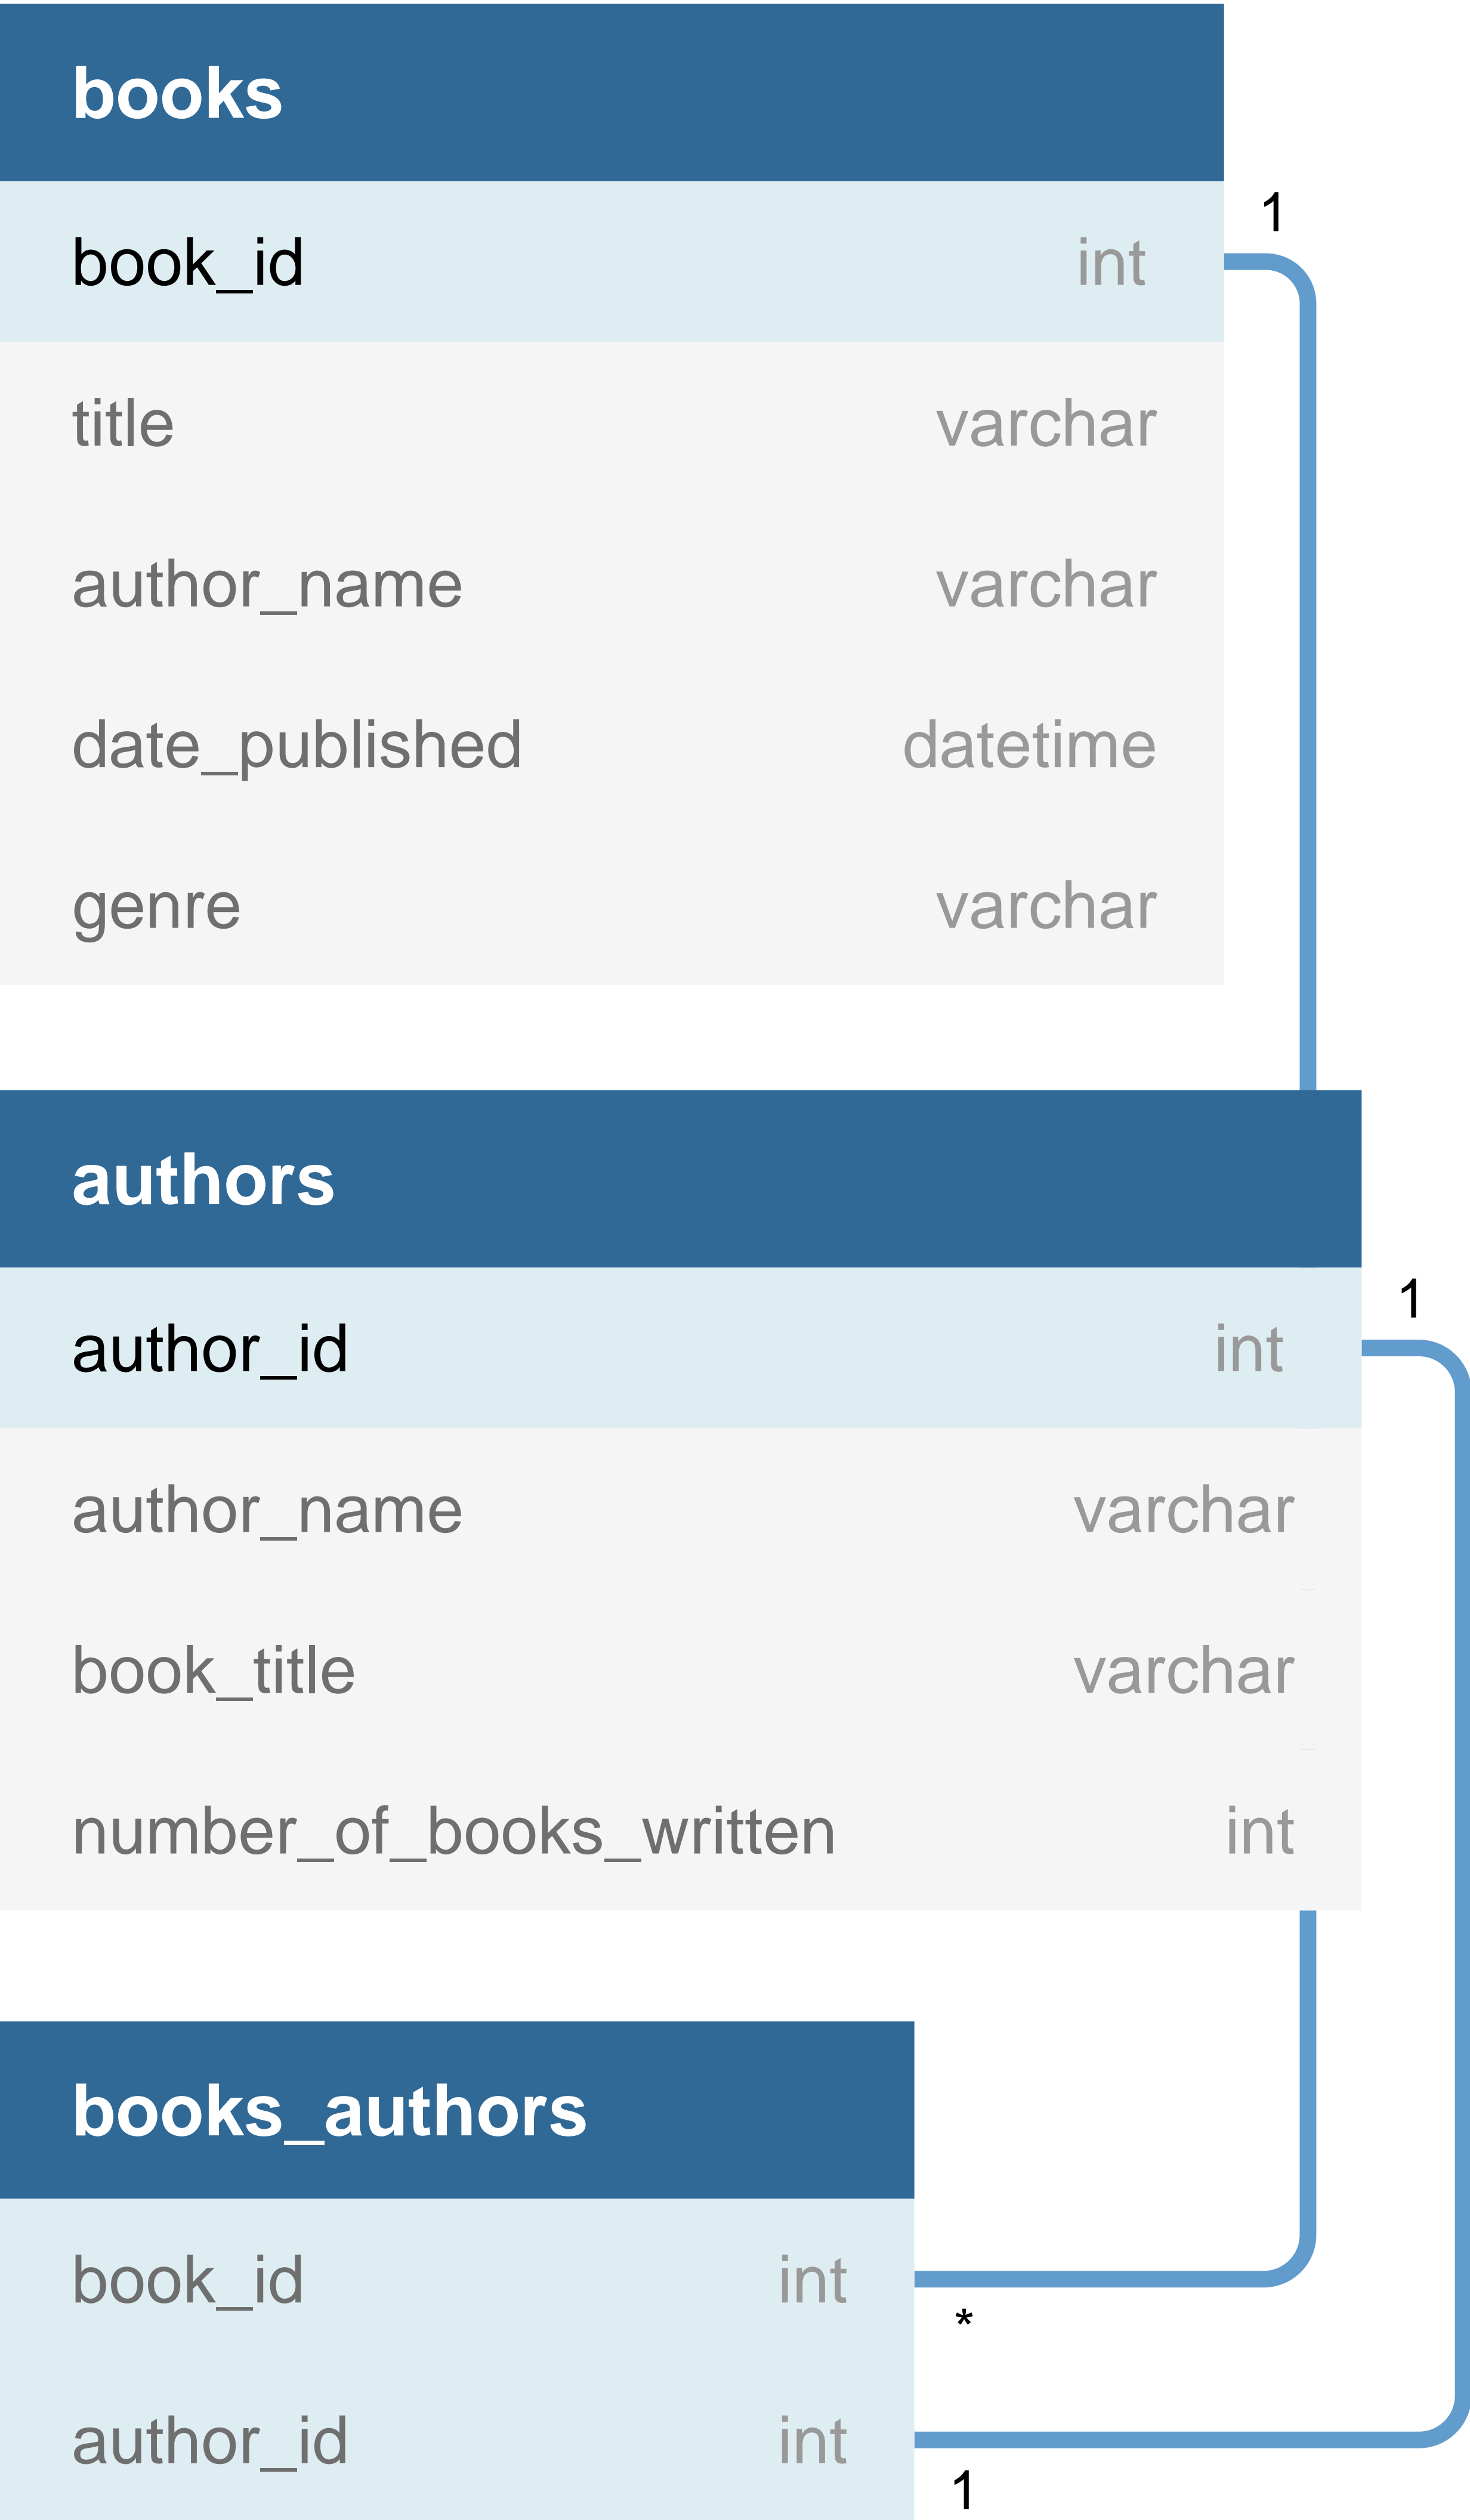 books
book_id int 1
title varchar
author_name varchar
date_published datetime
genre varchar
authors
author_id int 1
author_name varchar
book_title varchar
number_of_books_written int
books_authors
book_id int
*
author_id int
1